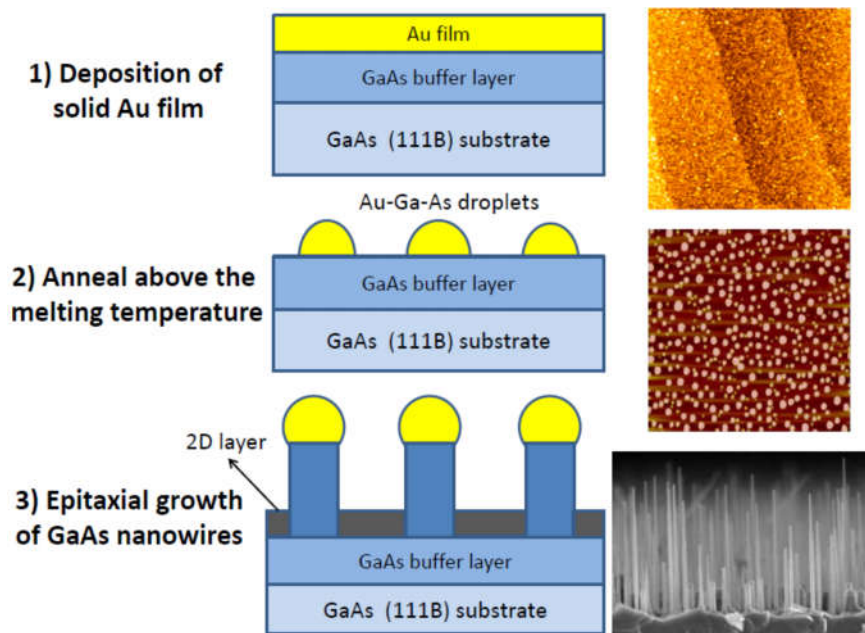 1) Deposition of
solid Au film
Au film
GaAs buffer layer
GaAs (111B) substrate
Au-Ga-As droplets
2) Anneal above the
melting temperature
GaAs buffer layer
GaAs (111B) substrate
2D layer
3) Epitaxial growth
of GaAs nanowires
GaAs buffer layer
GaAs (111B) substrate